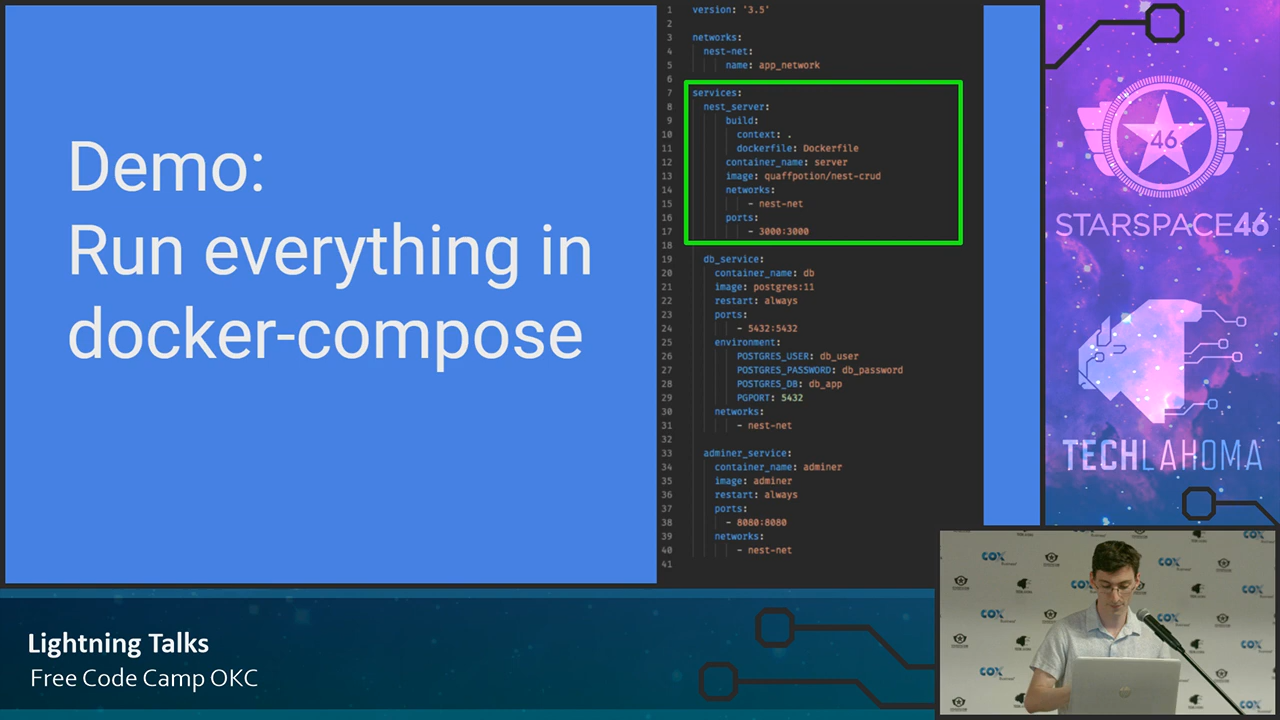 Demo:
Run everything in
docker-compose
1 version: '3.5'
2
3 networks:
4 nest-net:
5 name: app_network
6
7 services:
8 nest_server:
9 build:
10 context: .
11 dockerfile: Dockerfile
12 container_name: server
13 image: quaffpotion/nest-crud
14 networks:
15 - nest-net
16 ports:
17 - 3000:3000
18
19 db_service:
20 container_name: db
21 image: postgres:11
22 restart: always
23 ports:
24 - 5432:5432
25 environment:
26 POSTGRES_USER: db_user
27 POSTGRES_PASSWORD: db_password
28 POSTGRES_DB: db_app
29 PGPORT: 5432
30 networks:
31 - nest-net
32
33 adminer_service:
34 container_name: adminer
35 image: adminer
36 restart: always
37 ports:
38 - 8080:8080
39 networks:
40 - nest-net
41
46
STARSPACE46
TECHLAHOMA
Lightning Talks
Free Code Camp OKC
COX
COX
COX
COX
COX
COX